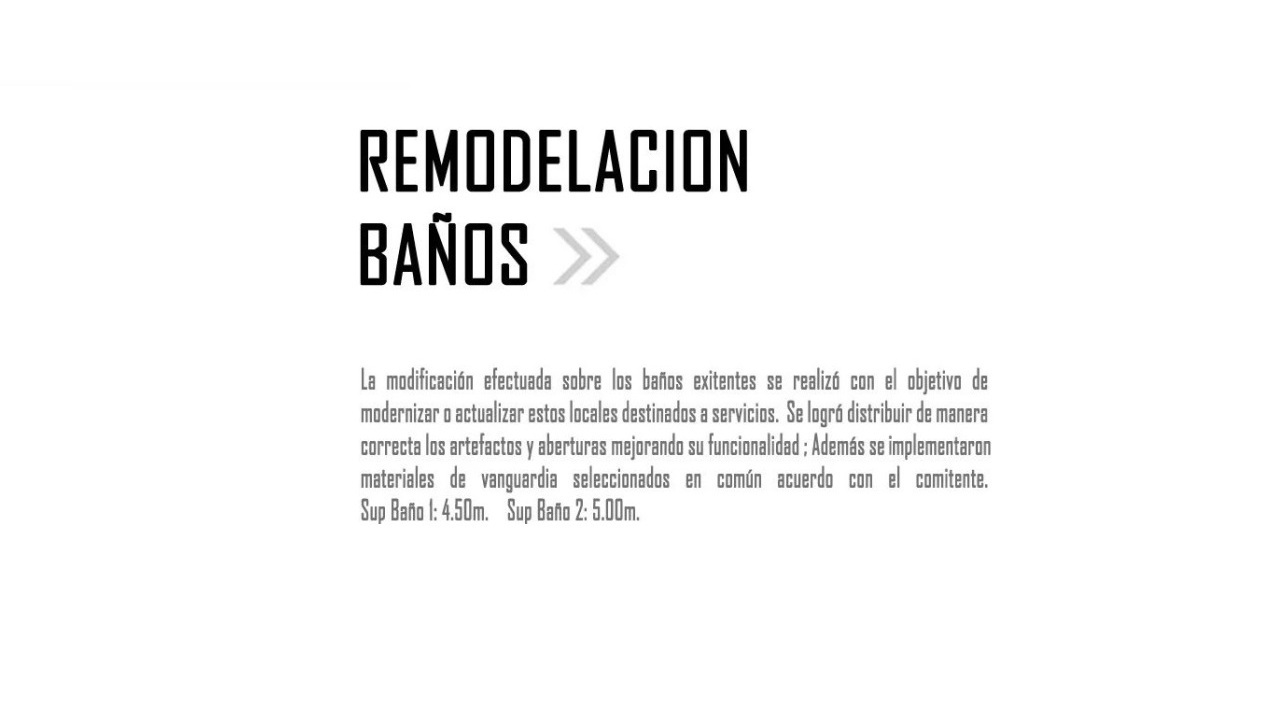 REMODELACION
BAÑOS
La modificación efectuada sobre los baños exitentes se realizó con el objetivo de
modernizar o actualizar estos locales destinados a servicios. Se logró distribuir de manera
correcta los artefactos y aberturas mejorando su funcionalidad ; Además se implementaron
materiales de vanguardia seleccionados en común acuerdo con el comitente.
Sup Baño 1: 4.50m. Sup Baño 2: 5.00m.